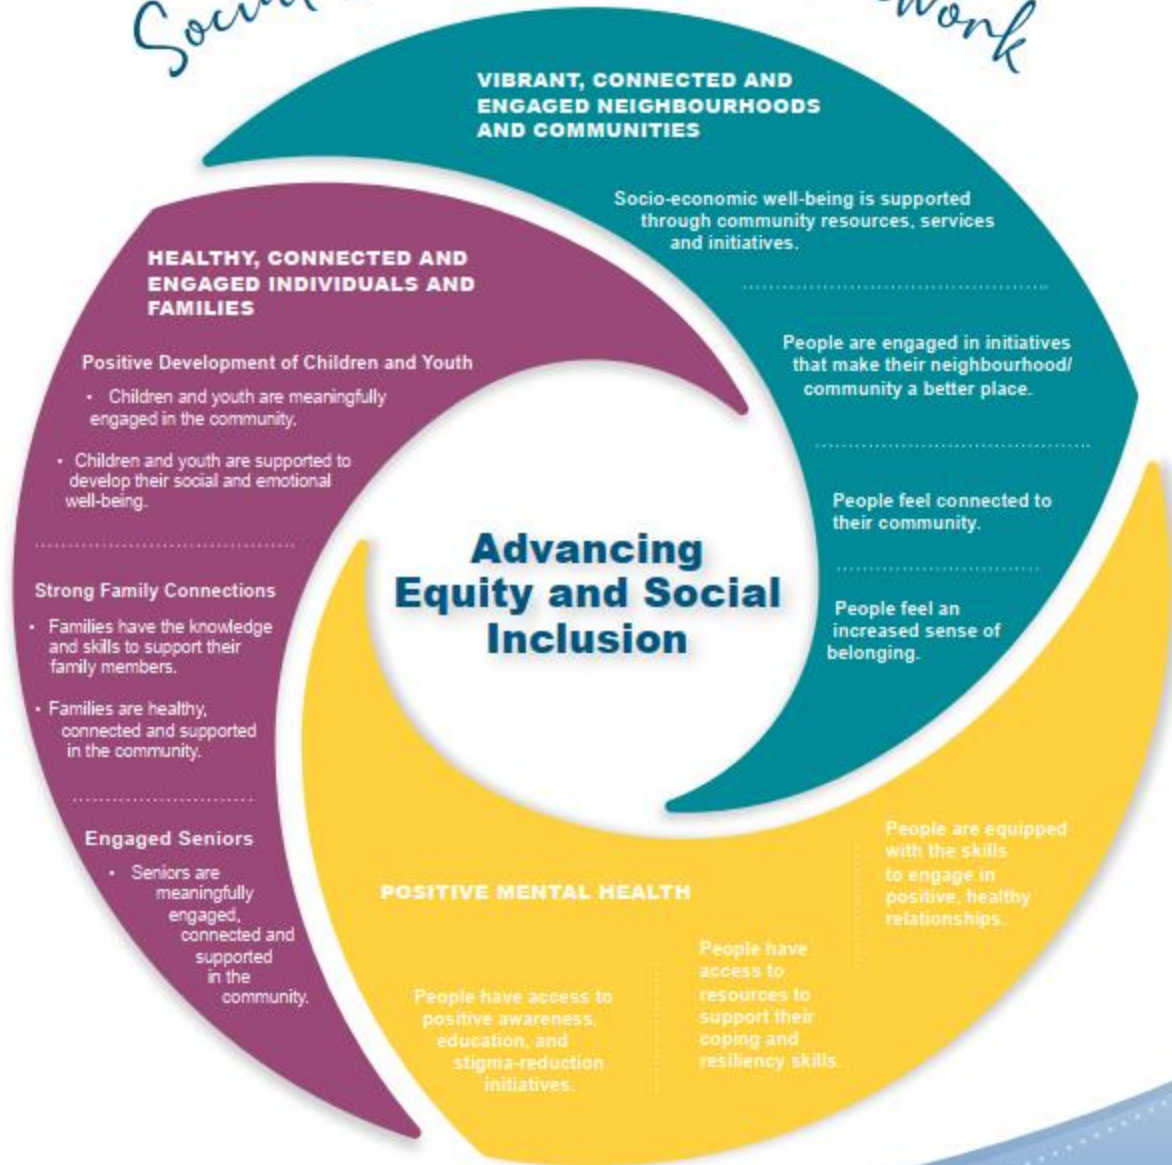 VIBRANT, CONNECTED AND
ENGAGED NEIGHBOURHOODS
AND COMMUNITIES
Socio-economic well-being is supported
through community resources, services
and initiatives.
People are engaged in initiatives
that make their neighbourhood/
community a better place.
People feel connected to
their community.
People feel an
increased sense of
belonging.
HEALTHY, CONNECTED AND
ENGAGED INDIVIDUALS AND
FAMILIES
Positive Development of Children and Youth
• Children and youth are meaningfully
engaged in the community.
• Children and youth are supported to
develop their social and emotional
well-being.
Strong Family Connections
• Families have the knowledge
and skills to support their
family members.
• Families are healthy,
connected and supported
in the community.
Engaged Seniors
• Seniors are
meaningfully
engaged,
connected and
supported
in the
community.
Advancing
Equity and Social
Inclusion
POSITIVE MENTAL HEALTH
People have access to
positive awareness,
education, and
stigma-reduction
initiatives.
People have
access to
resources to
support their
coping and
resiliency skills.
People are equipped
with the skills
to engage in
positive, healthy
relationships.